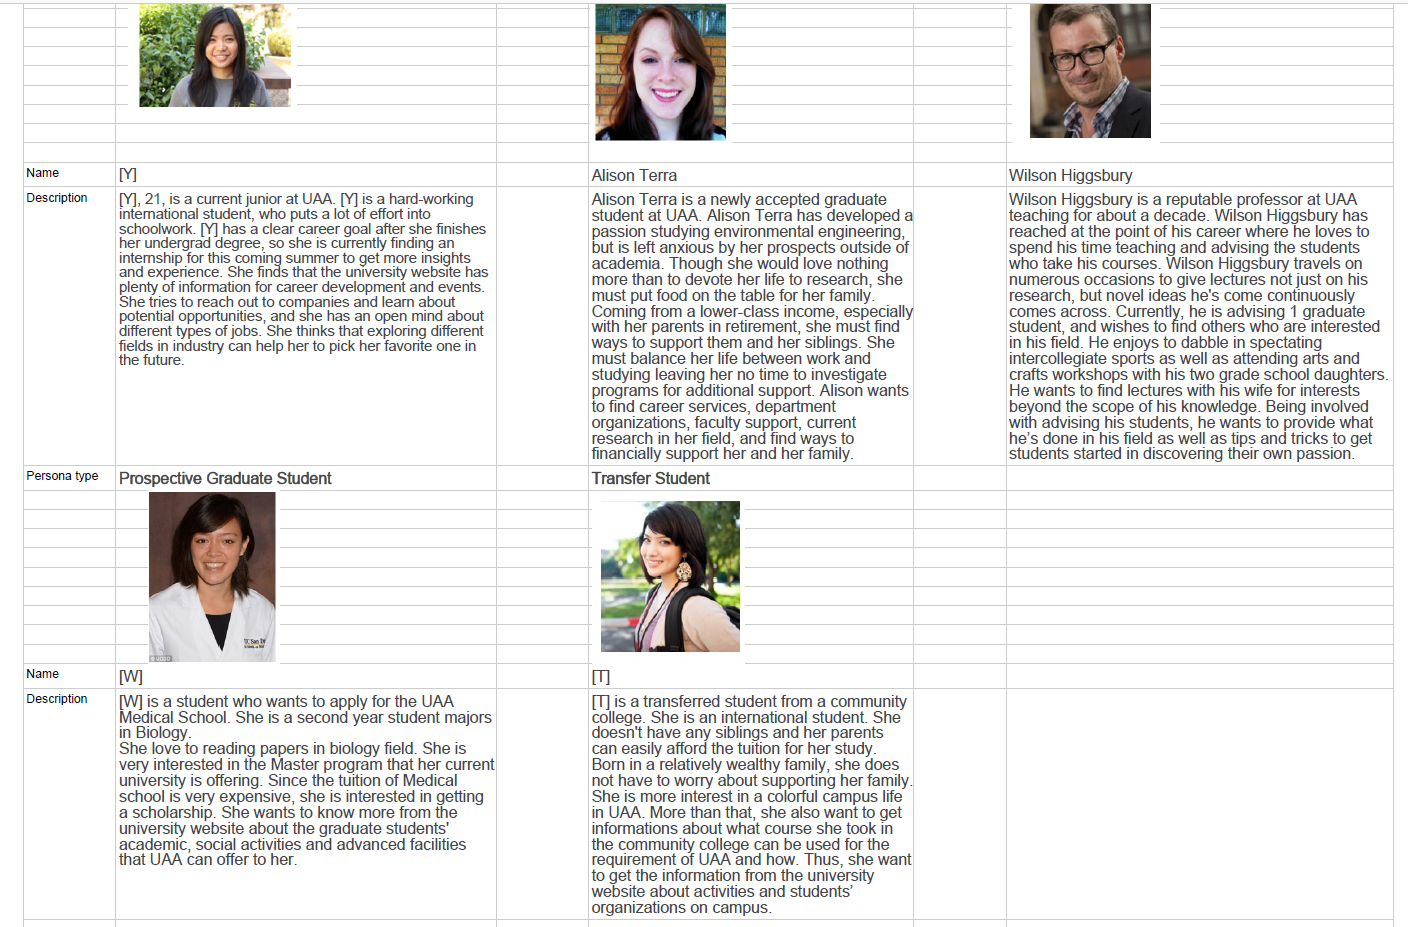 Name
[Y]
Alison Terra
Wilson Higgsbury
Description
[Y], 21, is a current junior at UAA. [Y] is a hard-working
international student, who puts a lot of effort into
schoolwork. [Y] has a clear career goal after she finishes
her undergrad degree, so she is currently finding an
internship for this coming summer to get more insights
and experience. She finds that the university website has
plenty of information for career development and events.
She tries to reach out to companies and learn about
potential opportunities, and she has an open mind about
different types of jobs. She thinks that exploring different
fields in industry can help her to pick her favorite one in
the future.
Alison Terra is a newly accepted graduate
student at UAA. Alison Terra has developed a
passion studying environmental engineering,
but is left anxious by her prospects outside of
academia. Though she would love nothing
more than to devote her life to research, she
must put food on the table for her family.
Coming from a lower-class income, especially
with her parents in retirement, she must find
ways to support them and her siblings. She
must balance her life between work and
studying leaving her no time to investigate
programs for additional support. Alison wants
to find career services, department
organizations, faculty support, current
research in her field, and find ways to
financially support her and her family.
Wilson Higgsbury is a reputable professor at UAA
teaching for about a decade. Wilson Higgsbury has
reached at the point of his career where he loves to
spend his time teaching and advising the students
who take his courses. Wilson Higgsbury travels on
numerous occasions to give lectures not just on his
research, but novel ideas he's come continuously
comes across. Currently, he is advising 1 graduate
student, and wishes to find others who are interested
in his field. He enjoys to dabble in spectating
intercollegiate sports as well as attending arts and
crafts workshops with his two grade school daughters.
He wants to find lectures with his wife for interests
beyond the scope of his knowledge. Being involved
with advising his students, he wants to provide what
he's done in his field as well as tips and tricks to get
students started in discovering their own passion.
Persona type
Prospective Graduate Student
Transfer Student
Name
[W]
[T]
Description
[W] is a student who wants to apply for the UAA
Medical School. She is a second year student majors
in Biology.
She love to reading papers in biology field. She is
very interested in the Master program that her current
university is offering. Since the tuition of Medical
school is very expensive, she is interested in getting
a scholarship. She wants to know more from the
university website about the graduate students'
academic, social activities and advanced facilities
that UAA can offer to her.
[T] is a transferred student from a community
college. She is an international student. She
doesn't have any siblings and her parents
can easily afford the tuition for her study.
Born in a relatively wealthy family, she does
not have to worry about supporting her family.
She is more interest in a colorful campus life
in UAA. More than that, she also want to get
informations about what course she took in
the community college can be used for the
requirement of UAA and how. Thus, she want
to get the information from the university
website about activities and students'
organizations on campus.